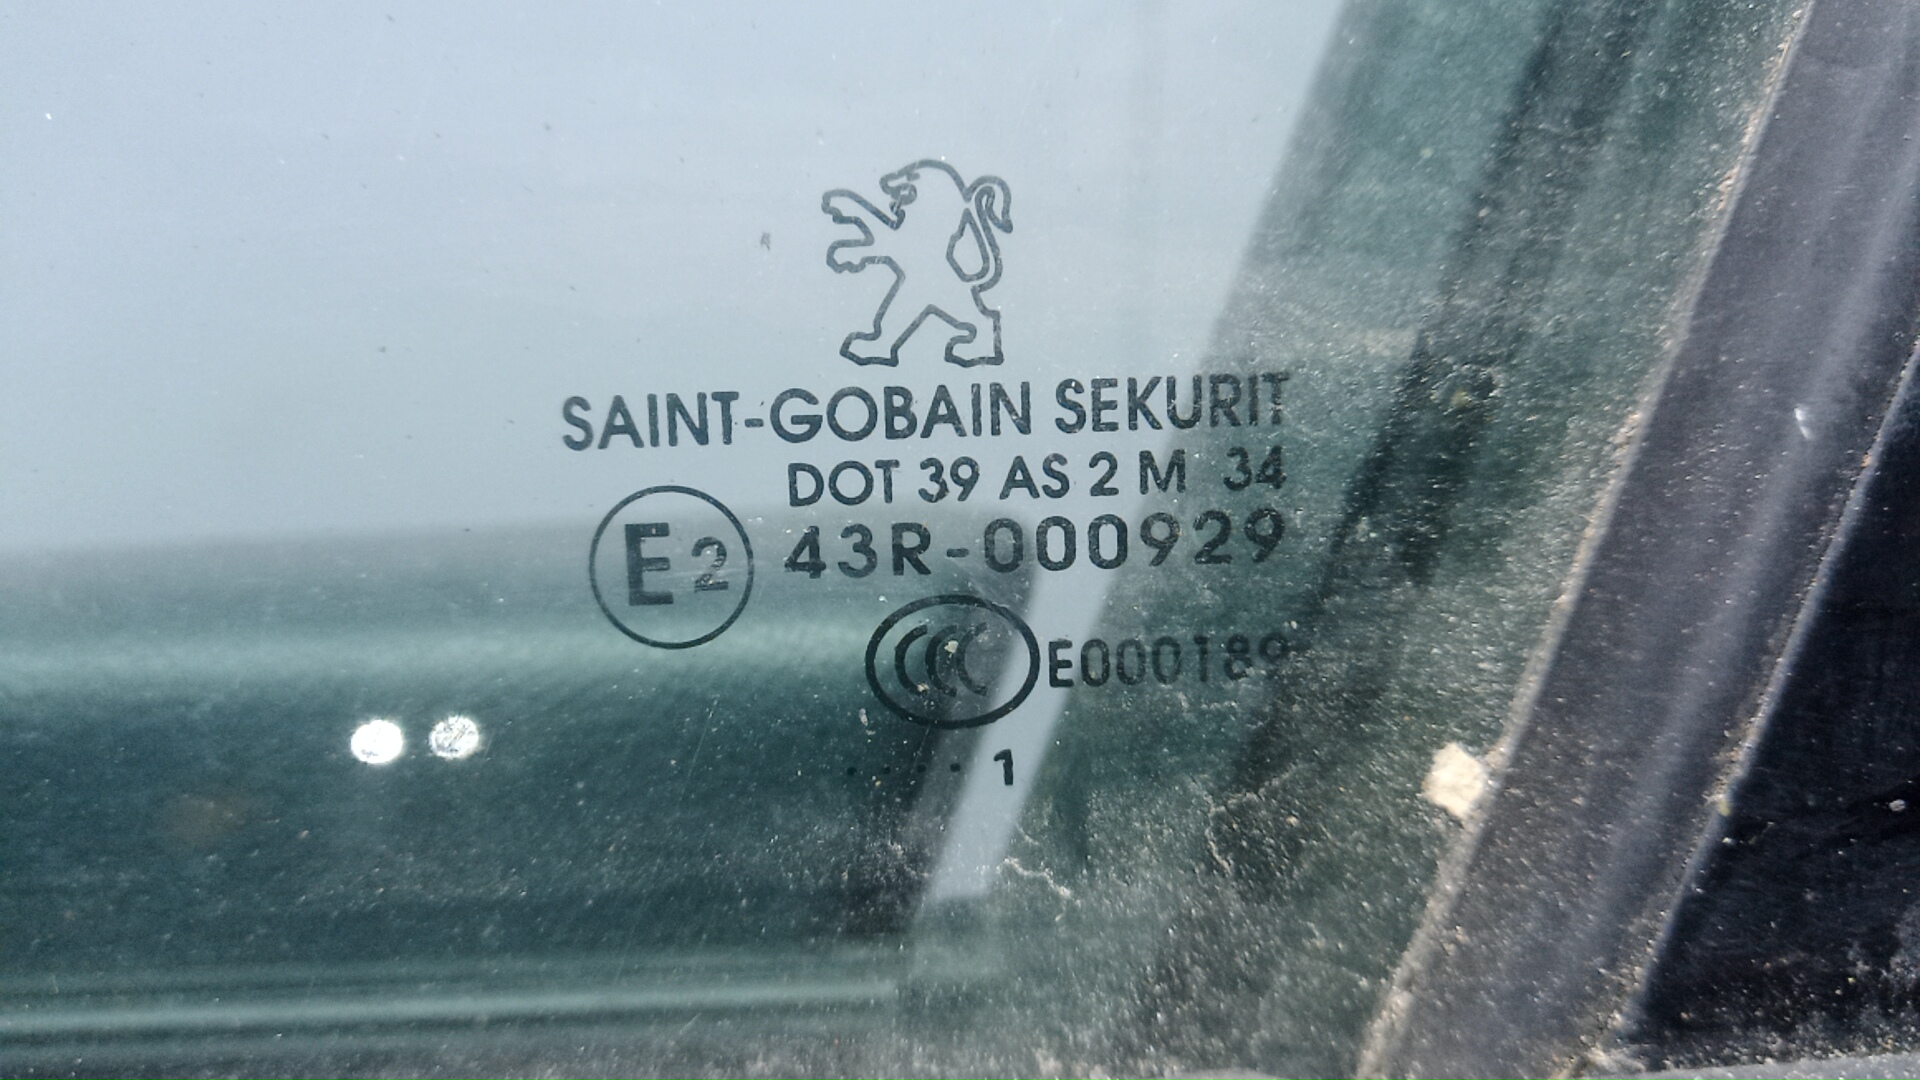 SAINT-GOBAIN SEKURIT
DOT 39 AS 2 M 34
E2 43R-000929
CCC E000189
..... 1